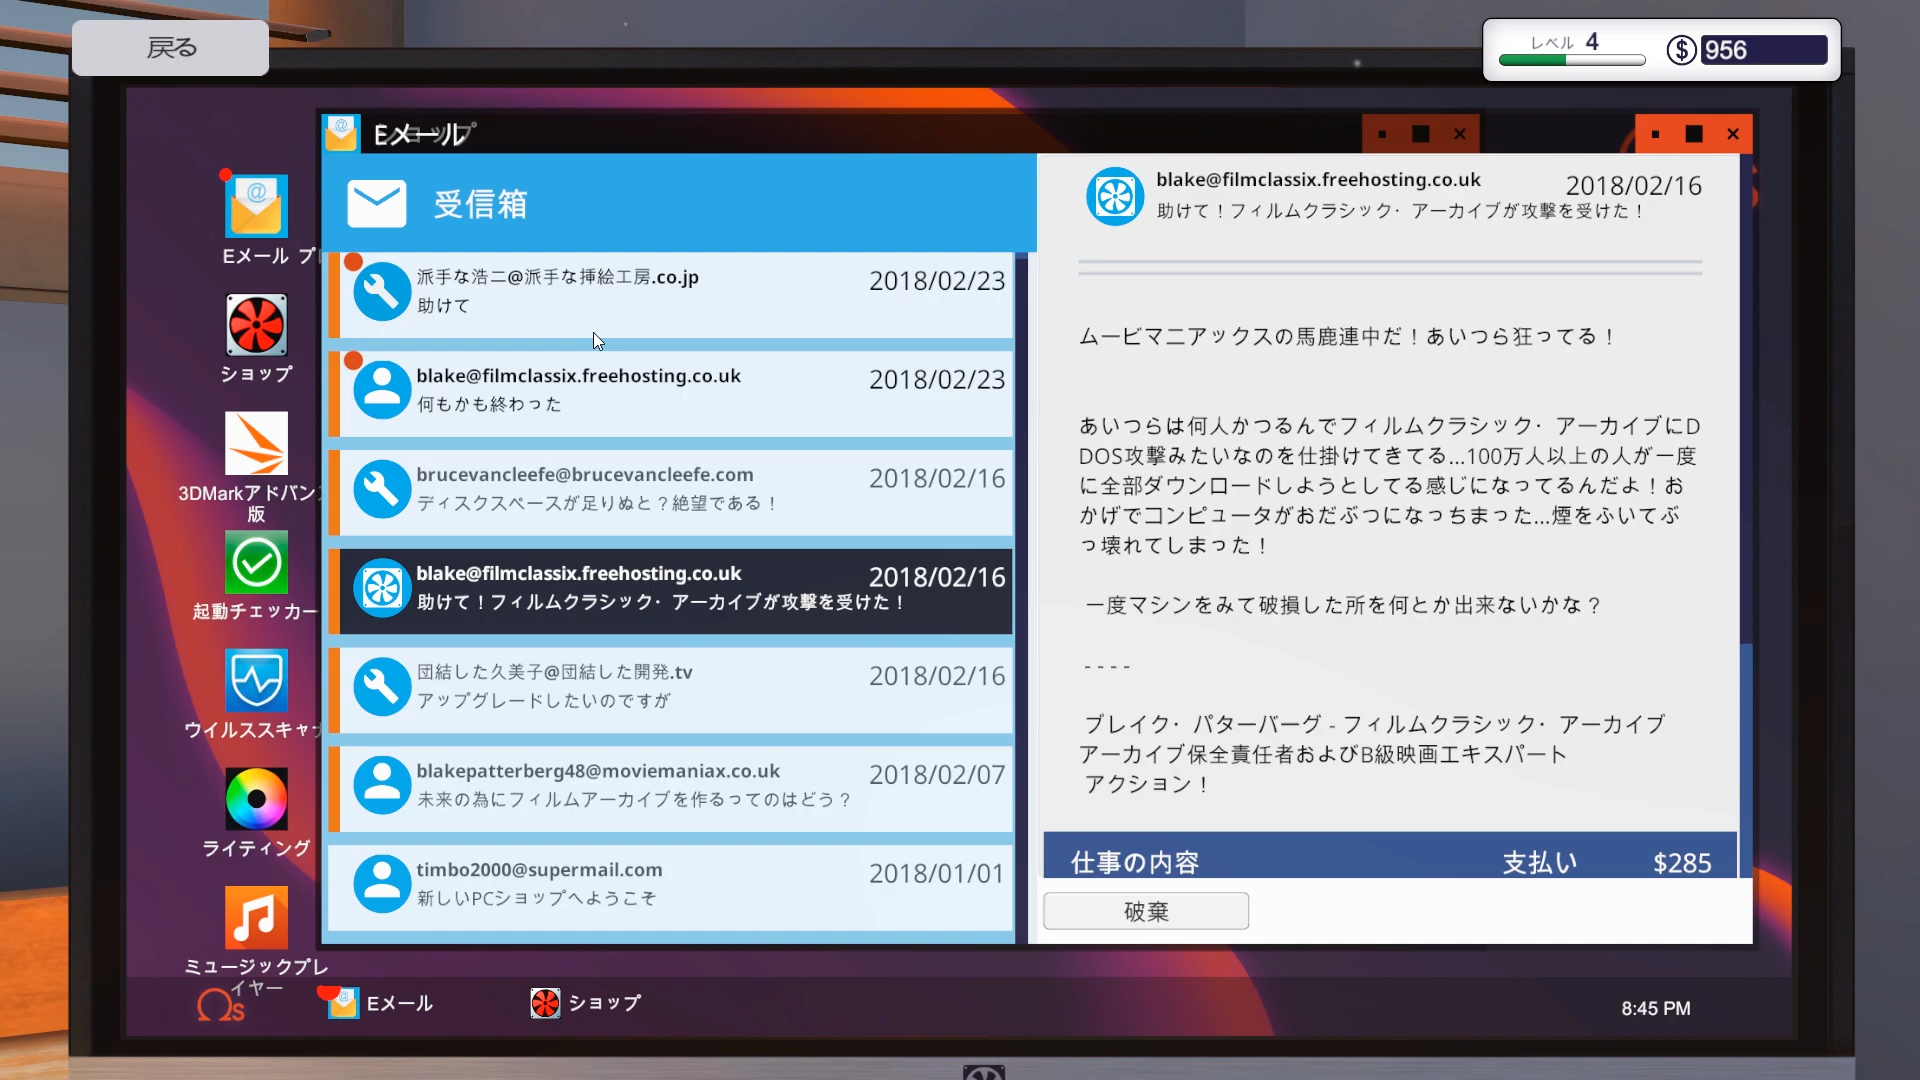 戻る
レベル 4
$ 956
Eメール
受信箱
派手な浩二@派手な挿絵工房.co.jp
2018/02/23
助けて
blake@filmclassix.freehosting.co.uk
2018/02/23
何もかも終わった
brucevancleefe@brucevancleefe.com
2018/02/16
ディスクスペースが足りぬと？絶望である！
blake@filmclassix.freehosting.co.uk
2018/02/16
助けて！フィルムクラシック・アーカイブが攻撃を受けた！
団結した久美子@団結した開発.tv
2018/02/16
アップグレードしたいのですが
blakepatterberg48@moviemaniax.co.uk
2018/02/07
未来の為にフィルムアーカイブを作るってのはどう？
timbo2000@supermail.com
2018/01/01
新しいPCショップへようこそ
blake@filmclassix.freehosting.co.uk
2018/02/16
助けて！フィルムクラシック・アーカイブが攻撃を受けた！
ムービマニアックスの馬鹿連中だ！あいつら狂ってる！
あいつらは何人かつるんでフィルムクラシック・アーカイブにD
DOS攻撃みたいなのを仕掛けてきてる...100万人以上の人が一度
に全部ダウンロードしようとしてる感じになってるんだよ！お
かげでコンピュータがおだぶつになっちまった...煙をふいてぶ
っ壊れてしまった！
一度マシンをみて破損した所を何とか出来ないかな？
- - - -
ブレイク・パターバーグ - フィルムクラシック・アーカイブ
アーカイブ保全責任者およびB級映画エキスパート
アクション！
仕事の内容 支払い $285
破棄
Eメール プ
ショップ
3DMarkアドバン
版
起動チェッカー
ウイルススキャナ
ライティング
ミュージックプレ
イヤー
Ωs
Eメール
ショップ
8:45 PM